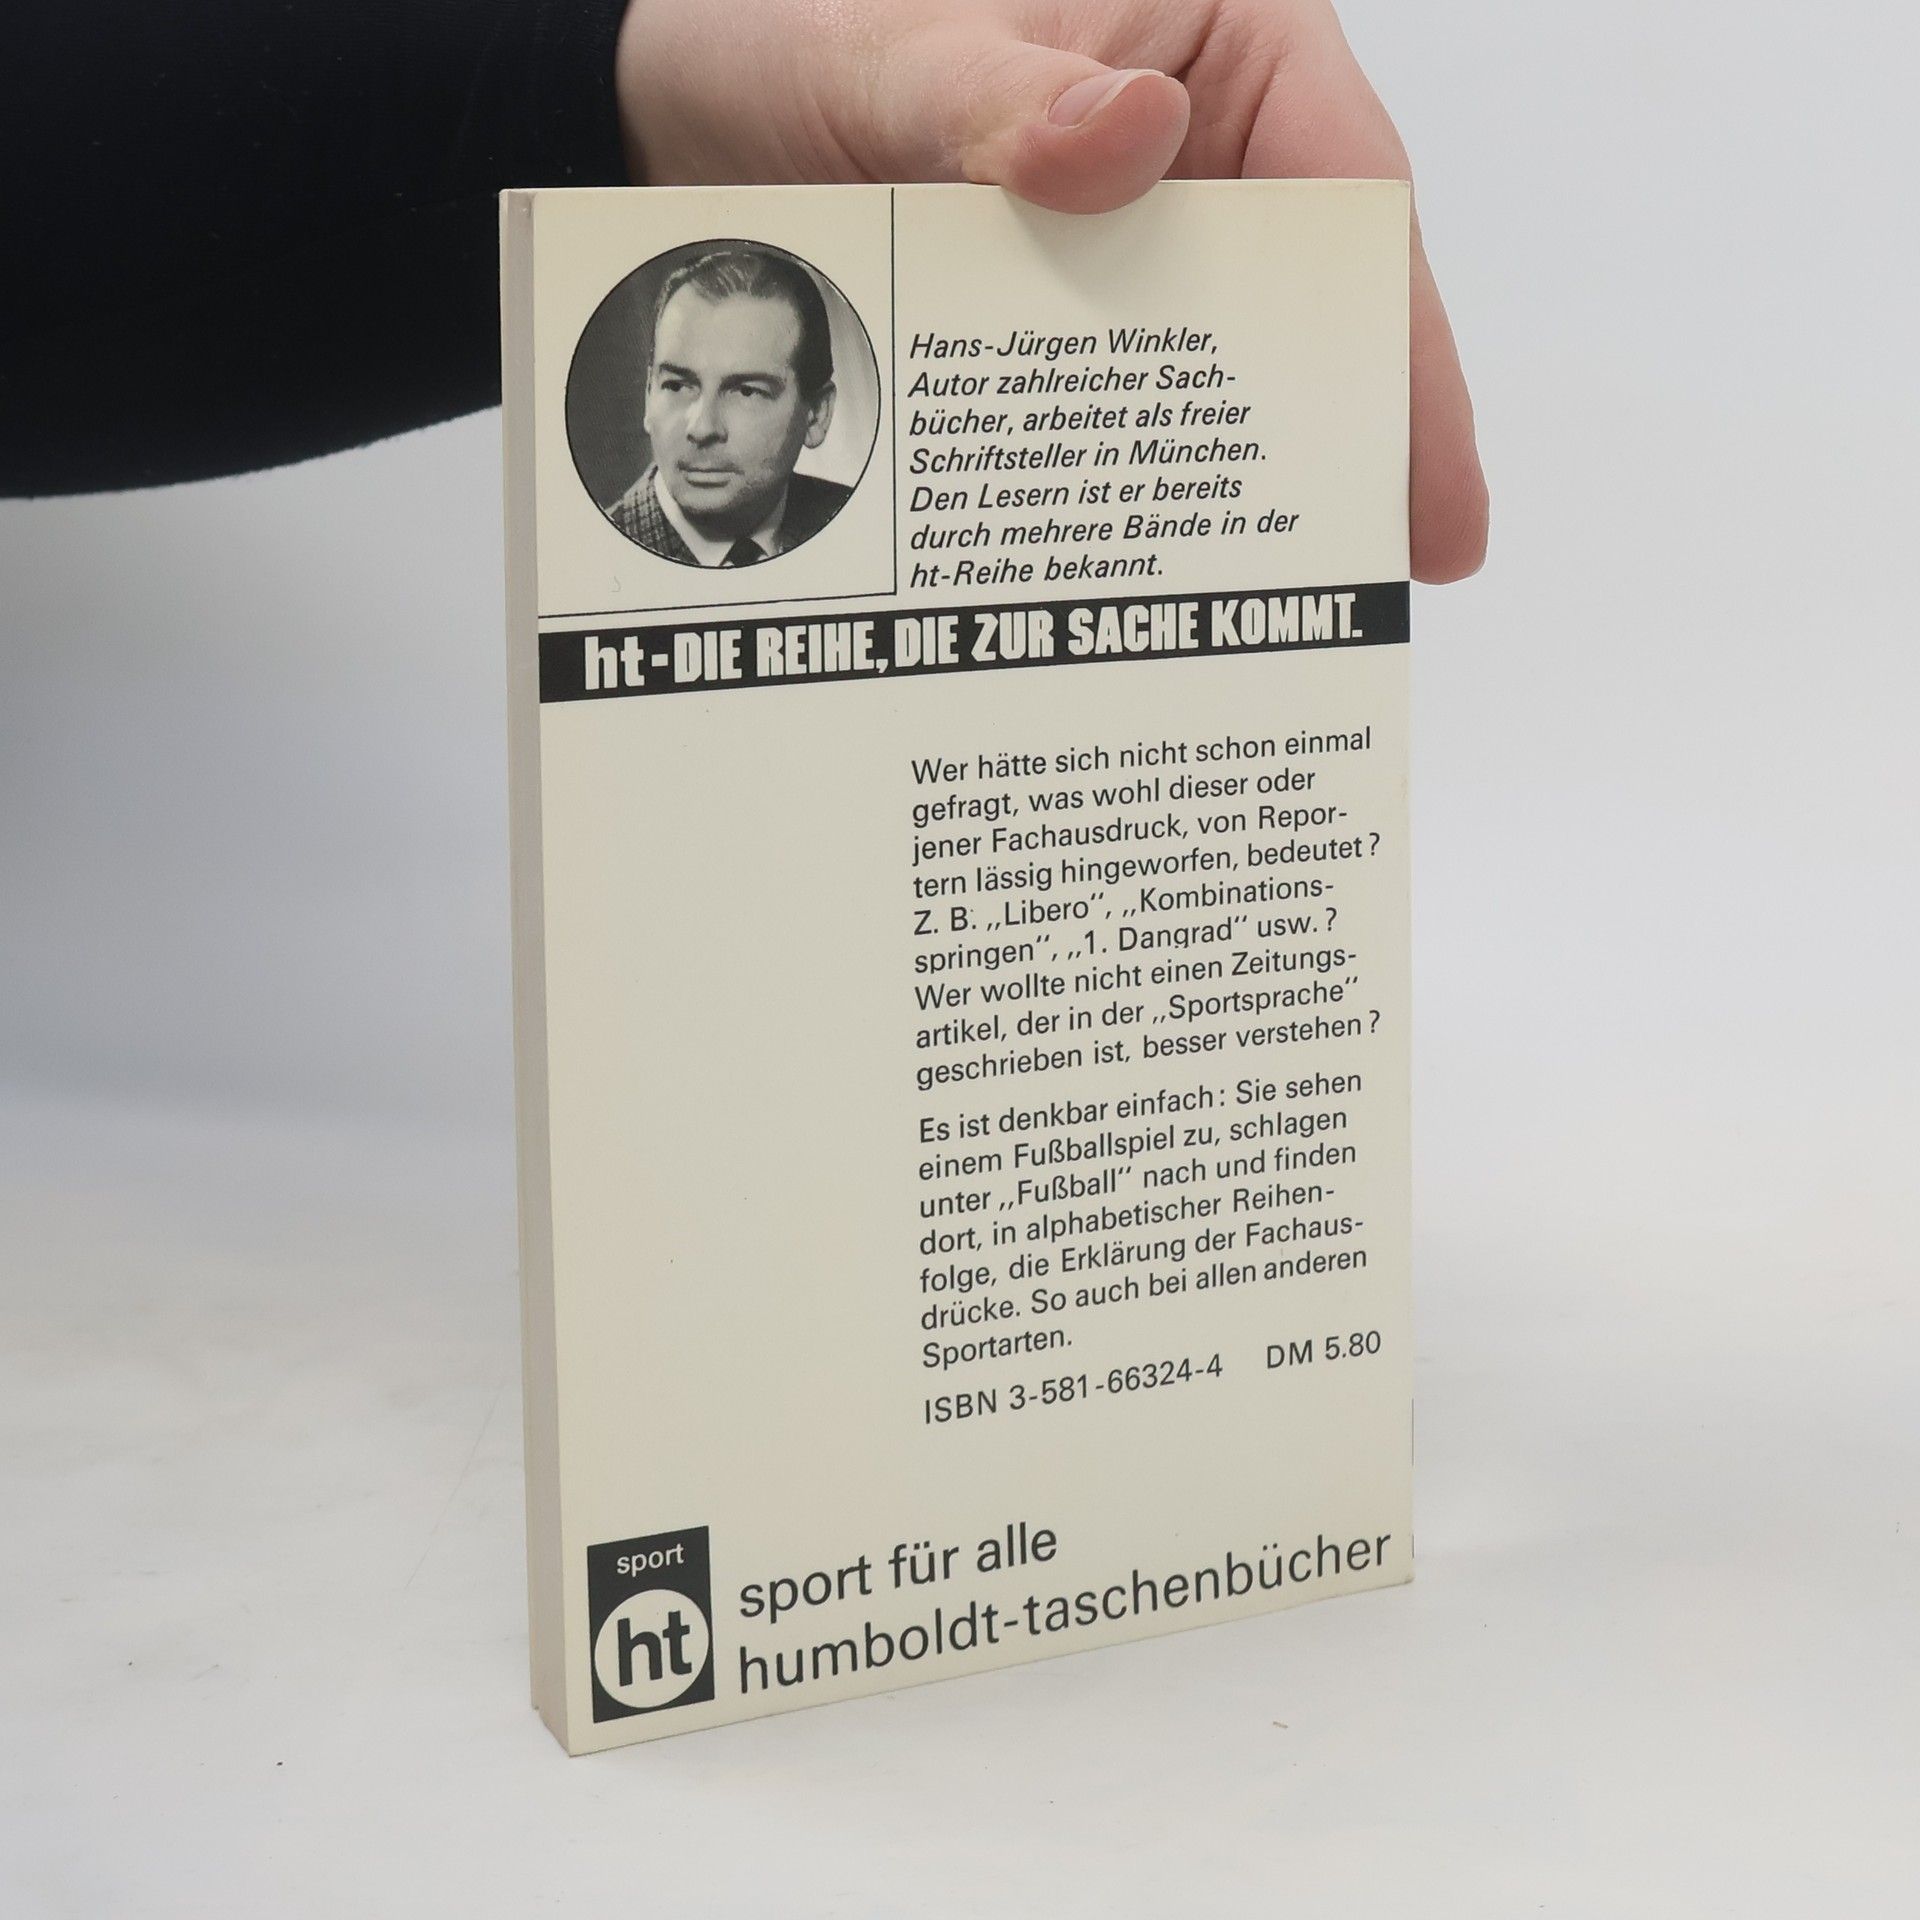 Hans-Jürgen Winkler,
Autor zahlreicher Sach-
bücher, arbeitet als freier
Schriftsteller in München.
Den Lesern ist er bereits
durch mehrere Bände in der
ht-Reihe bekannt.
ht-DIE REIHE, DIE ZUR SACHE KOMMT.
Wer hätte sich nicht schon einmal
gefragt, was wohl dieser oder
jener Fachausdruck, von Repor-
tern lässig hingeworfen, bedeutet?
Z. B. „Libero“, „Kombinations-
springen“, „1. Dangrad“ usw.?
Wer wollte nicht einen Zeitungs-
artikel, der in der „Sportsprache“
geschrieben ist, besser verstehen?
Es ist denkbar einfach: Sie sehen
einem Fußballspiel zu, schlagen
unter „Fußball“ nach und finden
dort, in alphabetischer Reihen-
folge, die Erklärung der Fachaus-
drücke. So auch bei allen anderen
Sportarten.
ISBN 3-581-66324-4 DM 5.80
sport
ht
sport für alle
humboldt-taschenbücher